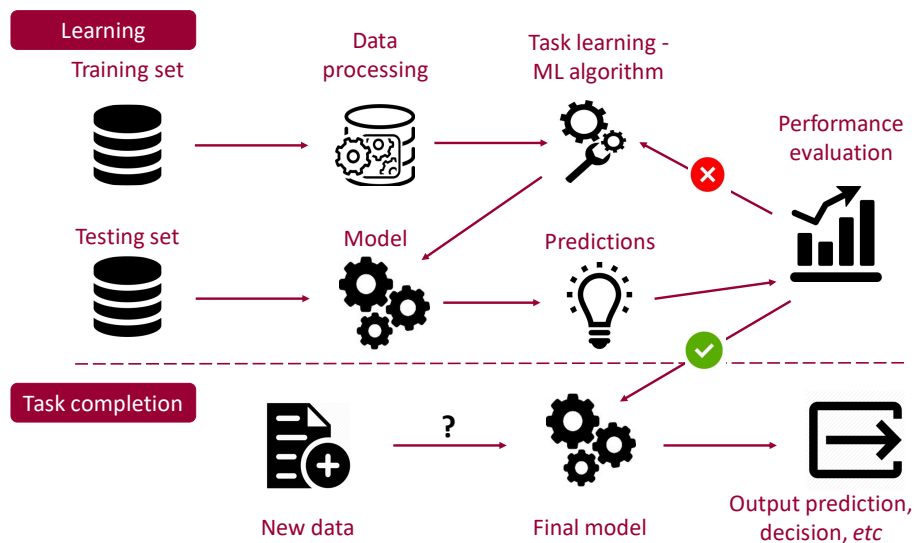 Learning
Training set
Data
processing
Task learning -
ML algorithm
Performance
evaluation
Testing set
Model
Predictions
Task completion
?
New data
Final model
Output prediction,
decision, etc